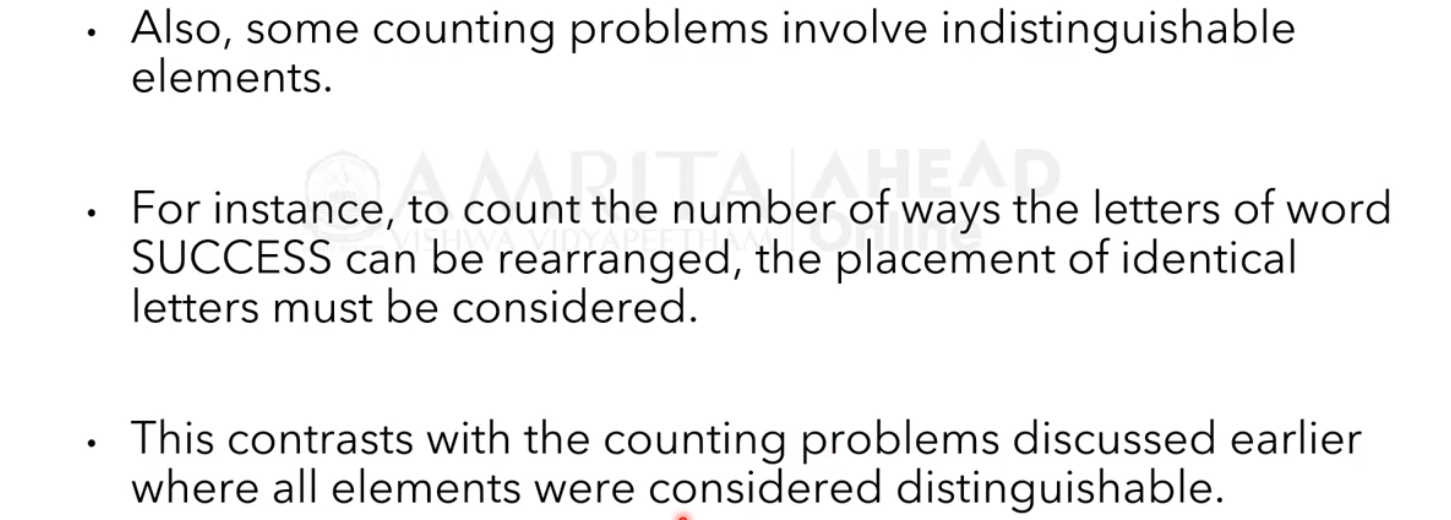 • Also, some counting problems involve indistinguishable
elements.
AMRITA AHEAD
VISHWA VIDYAPEETHAM Online
• For instance, to count the number of ways the letters of word
SUCCESS can be rearranged, the placement of identical
letters must be considered.
• This contrasts with the counting problems discussed earlier
where all elements were considered distinguishable.